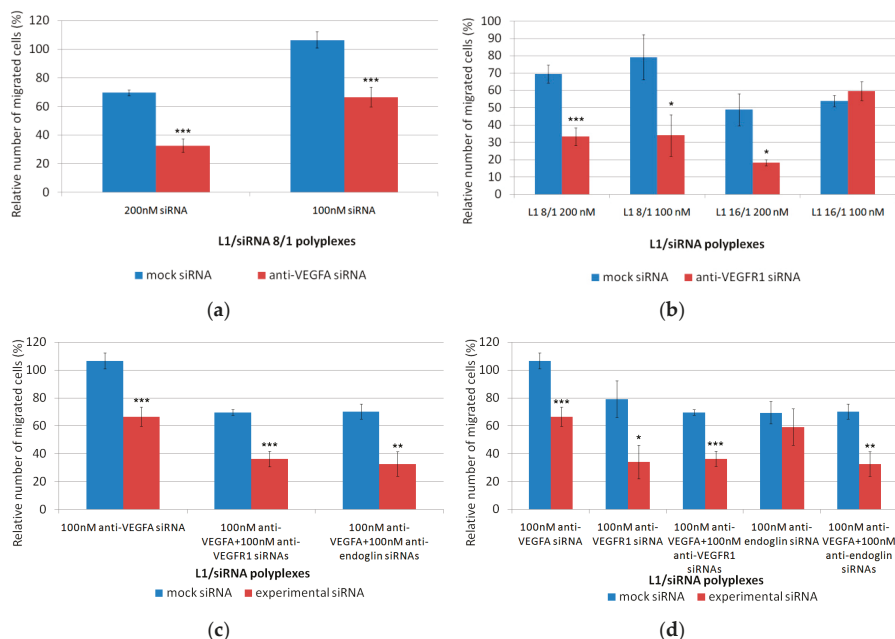 Relative number of migrated cells (%)
120
100
80
60
40
20
0
***
***
200nM siRNA
100nM siRNA
L1/siRNA 8/1 polyplexes
mock siRNA
anti-VEGFA siRNA
(a)
Relative number of migrated cells (%)
100
90
80
70
60
50
40
30
20
10
0
***
*
*
L1 8/1 200 nM
L1 8/1 100 nM
L1 16/1 200 nM
L1 16/1 100 nM
L1/siRNA polyplexes
mock siRNA
anti-VEGFR1 siRNA
(b)
Relative number of migrated cells (%)
120
100
80
60
40
20
0
***
***
**
100nM anti-VEGFA siRNA
100nM anti-
VEGFA+100nM anti-
VEGFR1 siRNAs
100nM anti-
VEGFA+100nM anti-
endoglin siRNAs
L1/siRNA polyplexes
mock siRNA
experimental siRNA
(c)
Relative number of migrated cells (%)
120
100
80
60
40
20
0
***
*
***
**
100nM anti-
VEGFA siRNA
100nM anti-
VEGFR1 siRNA
100nM anti-
VEGFA+100nM
anti-VEGFR1
siRNAs
100nM
anti-endoglin siRNA
100nM anti-
VEGFA+100nM
anti-endoglin
siRNAs
L1/siRNA polyplexes
mock siRNA
experimental siRNA
(d)